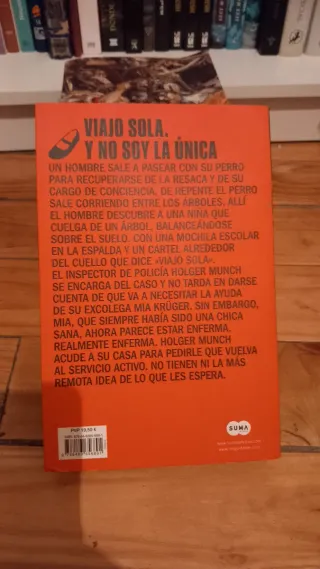 VIAJO SOLA.
Y NO SOY LA ÚNICA
UN HOMBRE SALE A PASEAR CON SU PERRO
PARA RECUPERARSE DE LA RESACA Y DE SU
CARGO DE CONCIENCIA, DE REPENTE EL PERRO
SALE CORRIENDO ENTRE LOS ÁRBOLES. ALLÍ
EL HOMBRE DESCUBRE A UNA NIÑA QUE
CUELGA DE UN ÁRBOL, BALANCEÁNDOSE
SOBRE EL SUELO. CON UNA MOCHILA ESCOLAR
EN LA ESPALDA Y UN CARTEL ALREDEDOR
DEL CUELLO QUE DICE «VIAJO SOLA».
EL INSPECTOR DE POLICÍA HOLGER MUNCH
SE ENCARGA DEL CASO Y NO TARDA EN DARSE
CUENTA DE QUE VA A NECESITAR LA AYUDA
DE SU EXCOLEGA MIA KRÜGER. SIN EMBARGO,
MIA, QUE SIEMPRE HABÍA SIDO UNA CHICA
SANA, AHORA PARECE ESTAR ENFERMA.
REALMENTE ENFERMA. HOLGER MUNCH
ACUDE A SU CASA PARA PEDIRLE QUE VUELVA
AL SERVICIO ACTIVO. NO TIENEN NI LA MÁS
REMOTA IDEA DE LO QUE LES ESPERA.
SUMA